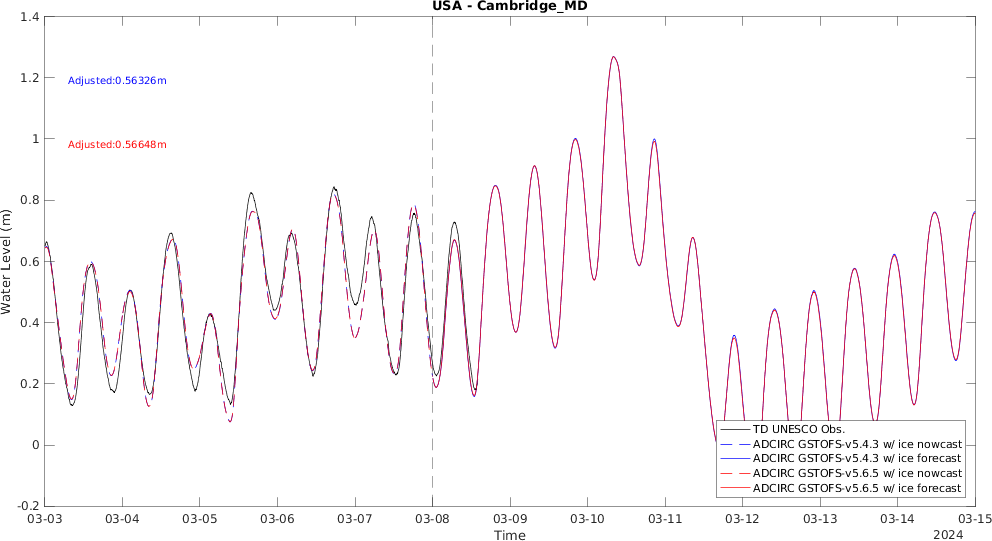 USA - Cambridge_MD
1.4
1.2
1
0.8
0.6
0.4
0.2
0
-0.2
Water Level (m)
Adjusted:0.56326m
Adjusted:0.56648m
TD UNESCO Obs.
ADCIRC GSTOFS-v5.4.3 w/ ice nowcast
ADCIRC GSTOFS-v5.4.3 w/ ice forecast
ADCIRC GSTOFS-v5.6.5 w/ ice nowcast
ADCIRC GSTOFS-v5.6.5 w/ ice forecast
03-03 03-04 03-05 03-06 03-07 03-08 03-09 03-10 03-11 03-12 03-13 03-14 03-15
Time
2024